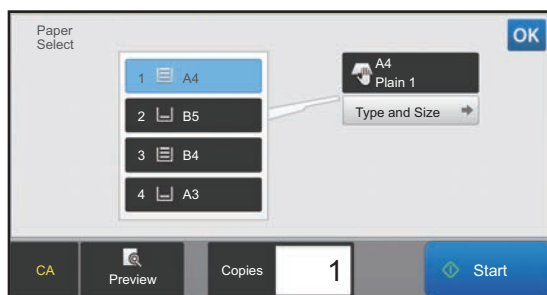 Paper
Select
OK
1 A4
2 B5
3 B4
4 A3
A4
Plain 1
Type and Size
CA
Preview
Copies
1
Start